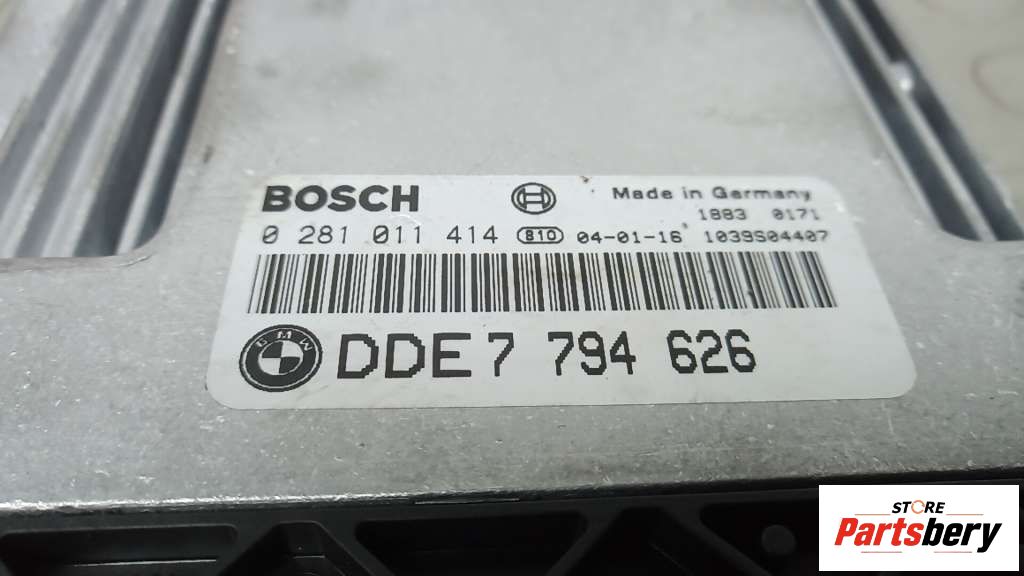 BOSCH Made in Germany
1883 0171
0 281 011 414 810 04-01-16 1039S04407
BMW DDE 7 794 626
STORE
Partsbery